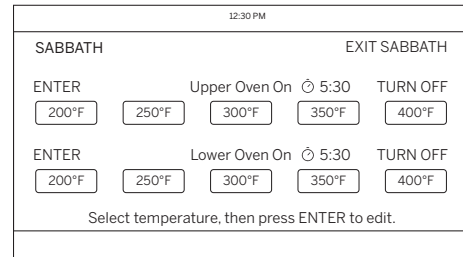 12:30 PM
SABBATH EXIT SABBATH
ENTER Upper Oven On 5:30 TURN OFF
200°F 250°F 300°F 350°F 400°F
ENTER Lower Oven On 5:30 TURN OFF
200°F 250°F 300°F 350°F 400°F
Select temperature, then press ENTER to edit.